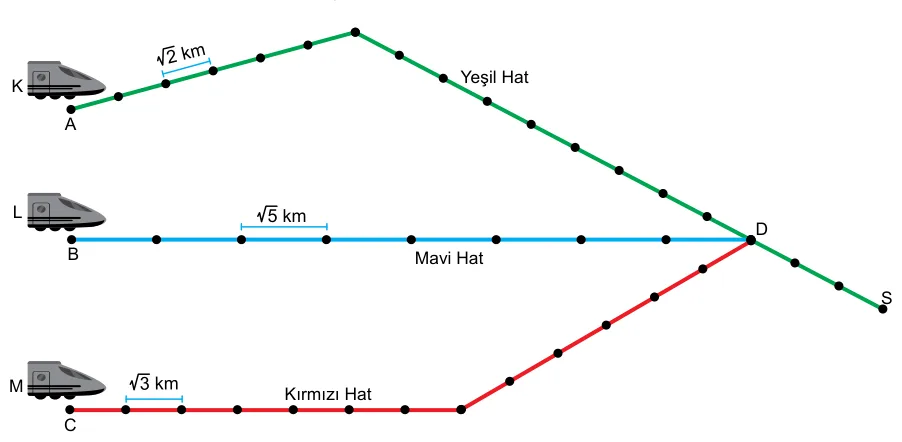 √2 km
K
Yeşil Hat
A
L
√5 km
D
B
Mavi Hat
S
M
√3 km
Kırmızı Hat
C